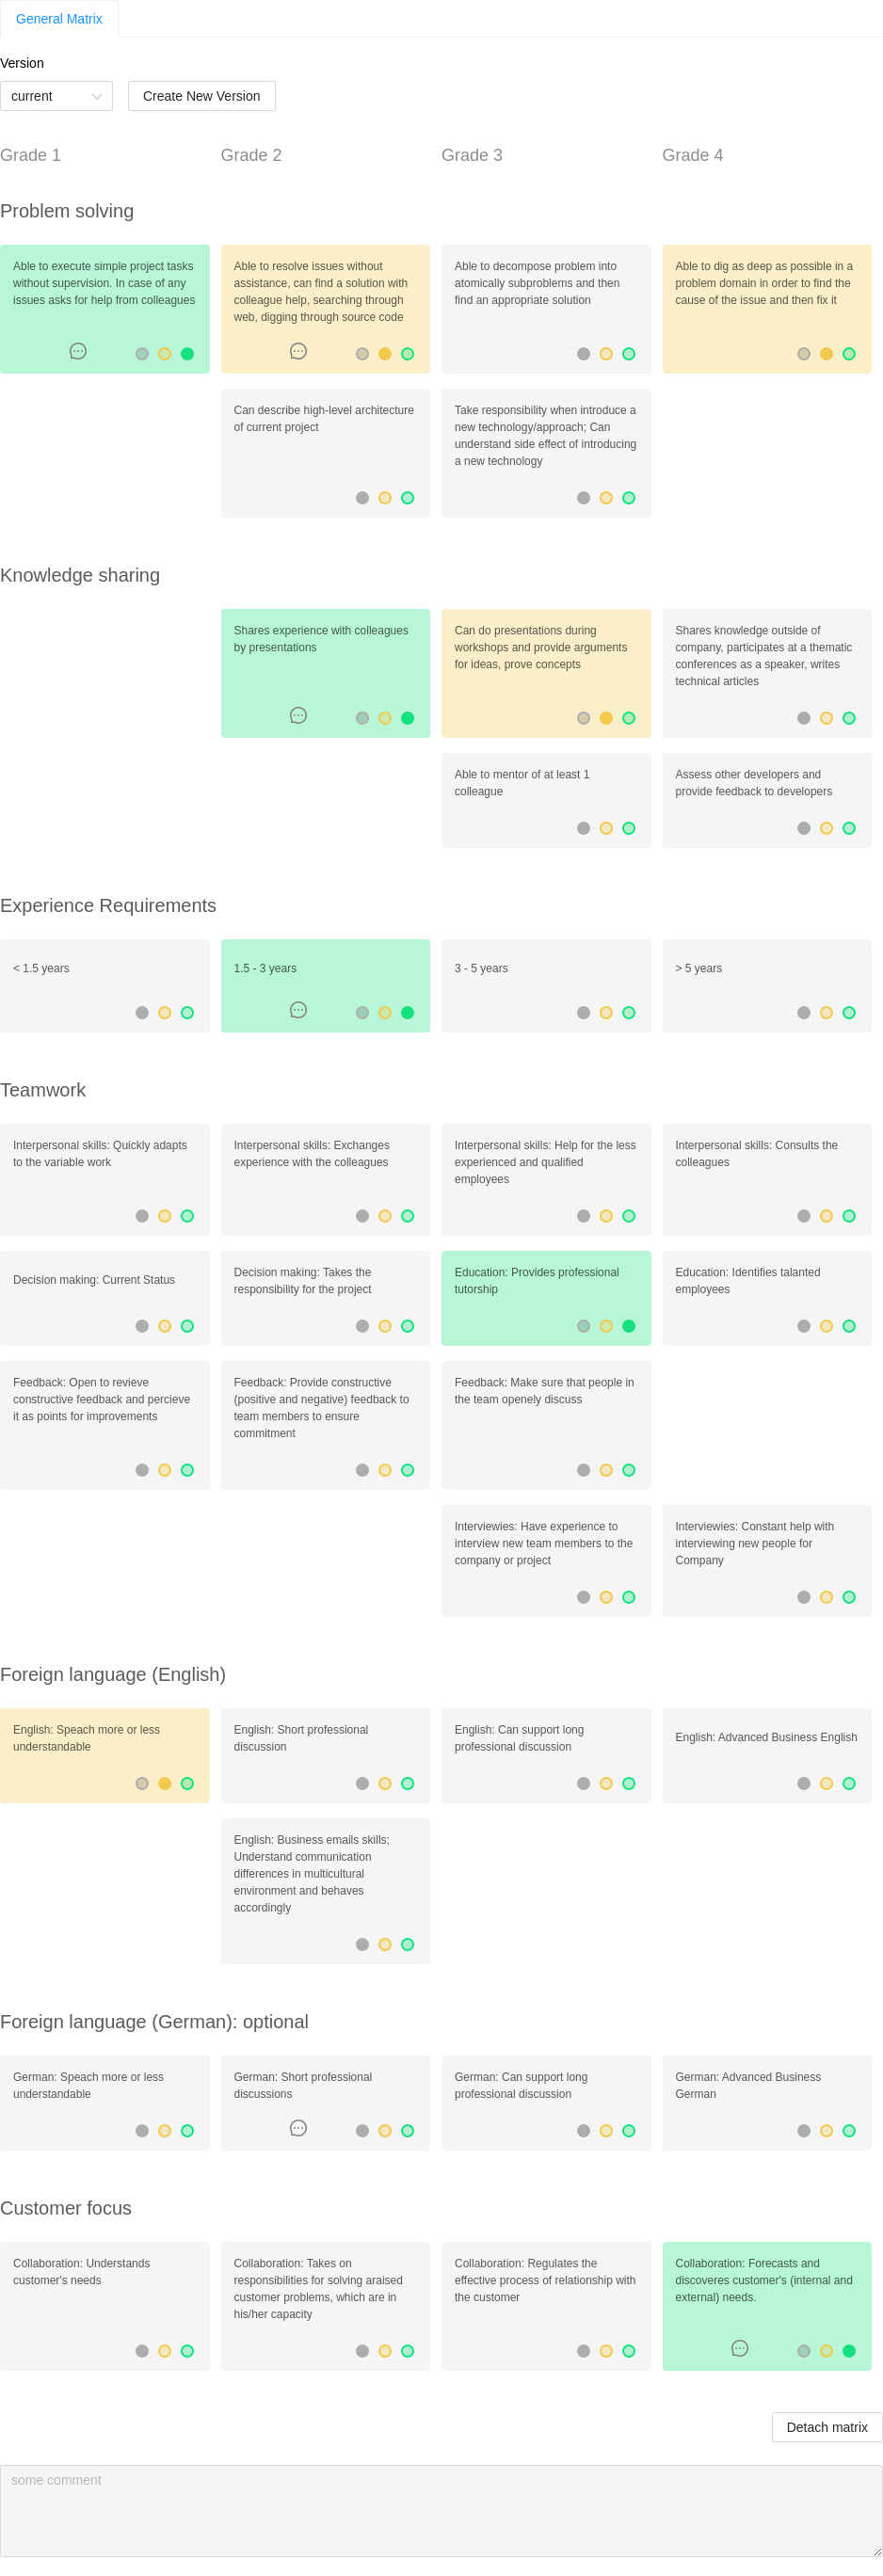 General Matrix
Version
current
Create New Version
Grade 1
Grade 2
Grade 3
Grade 4
Problem solving
Able to execute simple project tasks
without supervision. In case of any
issues asks for help from colleagues
Able to resolve issues without
assistance, can find a solution with
colleague help, searching through
web, digging through source code
Able to decompose problem into
atomically subproblems and then
find an appropriate solution
Able to dig as deep as possible in a
problem domain in order to find the
cause of the issue and then fix it
Can describe high-level architecture
of current project
Take responsibility when introduce a
new technology/approach; Can
understand side effect of introducing
a new technology
Knowledge sharing
Shares experience with colleagues
by presentations
Can do presentations during
workshops and provide arguments
for ideas, prove concepts
Shares knowledge outside of
company, participates at a thematic
conferences as a speaker, writes
technical articles
Able to mentor of at least 1
colleague
Assess other developers and
provide feedback to developers
Experience Requirements
< 1.5 years
1.5 - 3 years
3 - 5 years
> 5 years
Teamwork
Interpersonal skills: Quickly adapts
to the variable work
Interpersonal skills: Exchanges
experience with the colleagues
Interpersonal skills: Help for the less
experienced and qualified
employees
Interpersonal skills: Consults the
colleagues
Decision making: Current Status
Decision making: Takes the
responsibility for the project
Education: Provides professional
tutorship
Education: Identifies talanted
employees
Feedback: Open to revieve
constructive feedback and percieve
it as points for improvements
Feedback: Provide constructive
(positive and negative) feedback to
team members to ensure
commitment
Feedback: Make sure that people in
the team openely discuss
Interviewies: Have experience to
interview new team members to the
company or project
Interviewies: Constant help with
interviewing new people for
Company
Foreign language (English)
English: Speach more or less
understandable
English: Short professional
discussion
English: Can support long
professional discussion
English: Advanced Business English
English: Business emails skills;
Understand communication
differences in multicultural
environment and behaves
accordingly
Foreign language (German): optional
German: Speach more or less
understandable
German: Short professional
discussions
German: Can support long
professional discussion
German: Advanced Business
German
Customer focus
Collaboration: Understands
customer's needs
Collaboration: Takes on
responsibilities for solving araised
customer problems, which are in
his/her capacity
Collaboration: Regulates the
effective process of relationship with
the customer
Collaboration: Forecasts and
discoveres customer's (internal and
external) needs.
Detach matrix
some comment